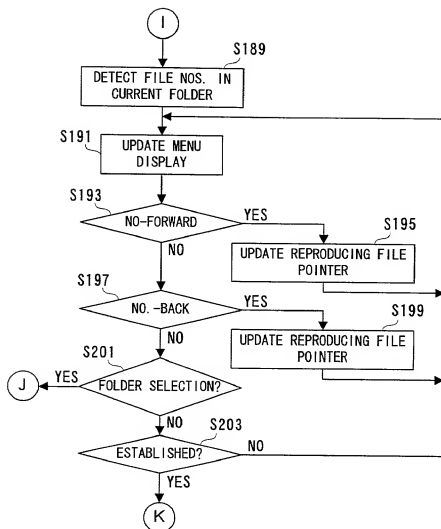 I
S189
DETECT FILE NOS. IN
CURRENT FOLDER
S191
UPDATE MENU
DISPLAY
S193
NO-FORWARD
YES
NO
S195
UPDATE REPRODUCING FILE
POINTER
S197
NO.-BACK
YES
NO
S199
UPDATE REPRODUCING FILE
POINTER
S201
FOLDER SELECTION?
YES
J
NO
S203
ESTABLISHED?
NO
YES
K